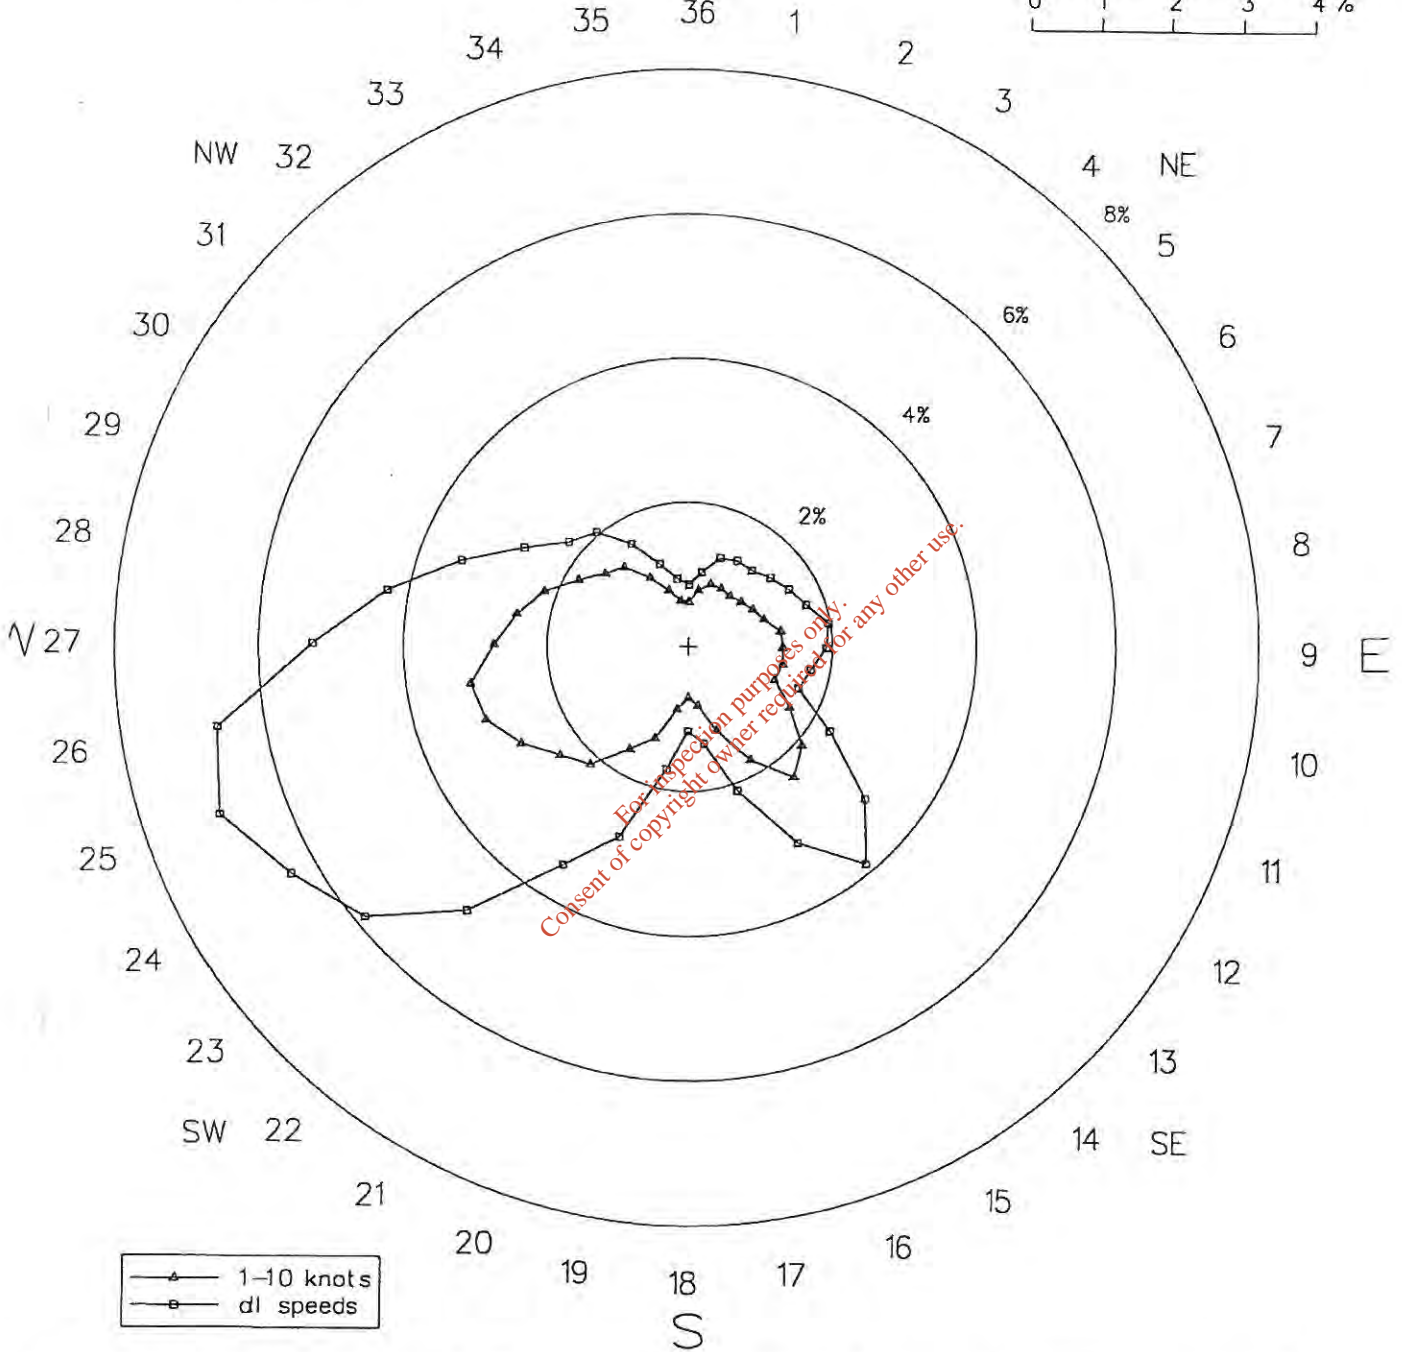 0 1 2 3 4 %
36
35 1
34 2
33 3
NW 32 4 NE
8%
31 5
30 6% 6
29 4% 7
28 2% 8
27 9 E
26 10
25 11
24 12
23 13
SW 22 14 SE
21 15
20 16
19 18 17
S
1-10 knots
dl speeds
For inspection purposes only.
Consent of copyright owner required for any other use.